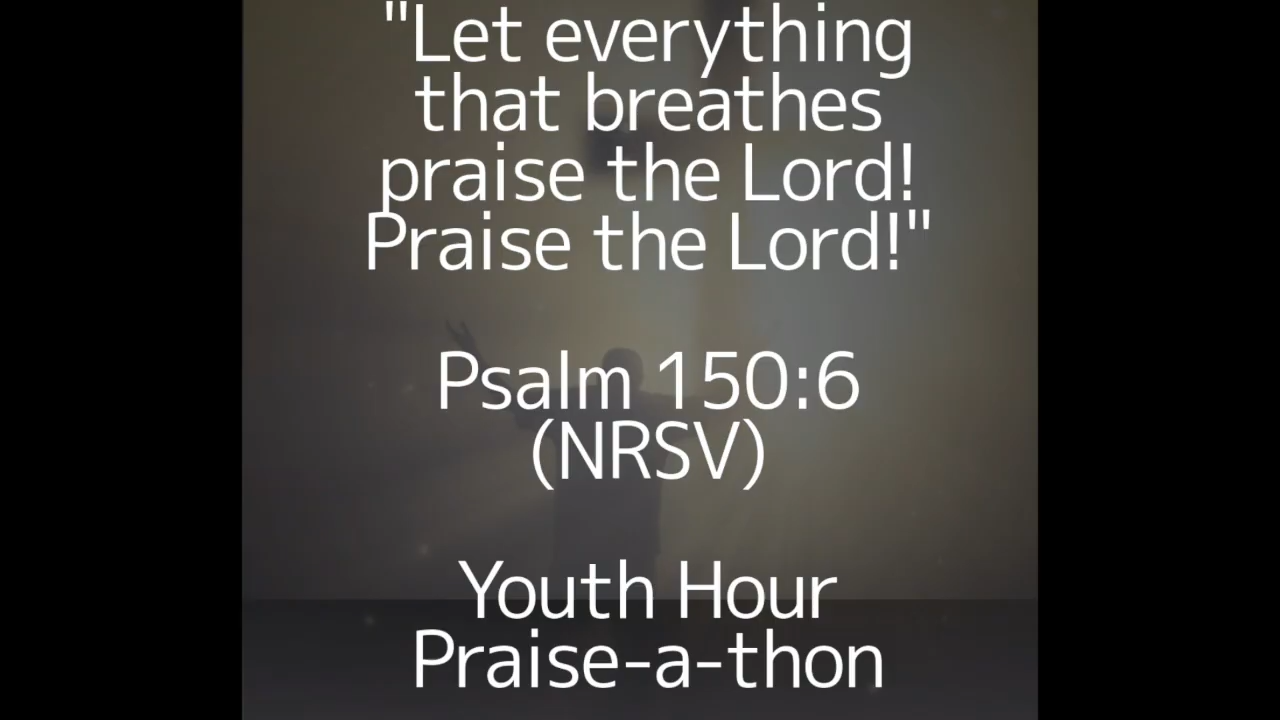 "Let everything
that breathes
praise the Lord!
Praise the Lord!"
Psalm 150:6
(NRSV)
Youth Hour
Praise-a-thon